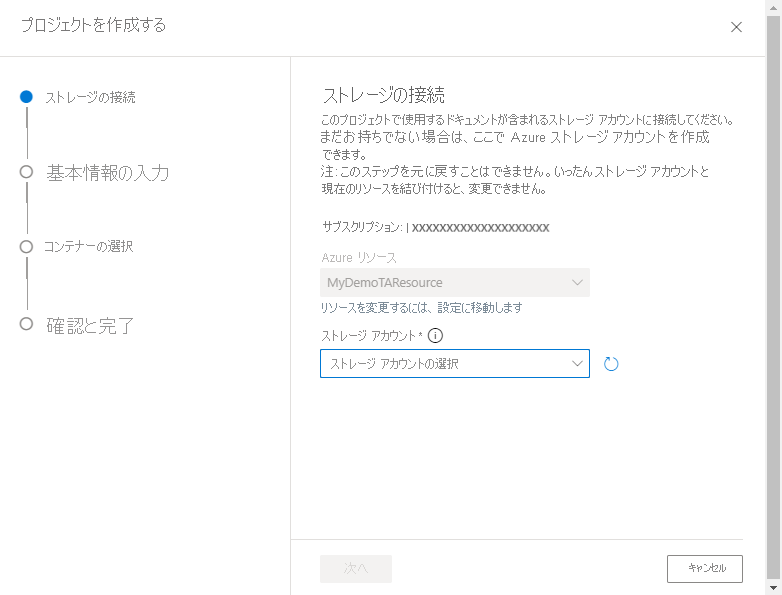 プロジェクトを作成する
ストレージの接続
基本情報の入力
コンテナーの選択
確認と完了
ストレージの接続
このプロジェクトで使用するドキュメントが含まれるストレージ アカウントに接続してください。
まだお持ちでない場合は、ここで Azure ストレージ アカウントを作成
できます。
注: このステップを元に戻すことはできません。いったんストレージ アカウントと
現在のリソースを結び付けると、変更できません。
サブスクリプション: | xxxxxxxxxxxxxxxxxxxx
Azure リソース
MyDemoTAResource
リソースを変更するには、設定に移動します
ストレージ アカウント *
ストレージ アカウントの選択
次へ
キャンセル